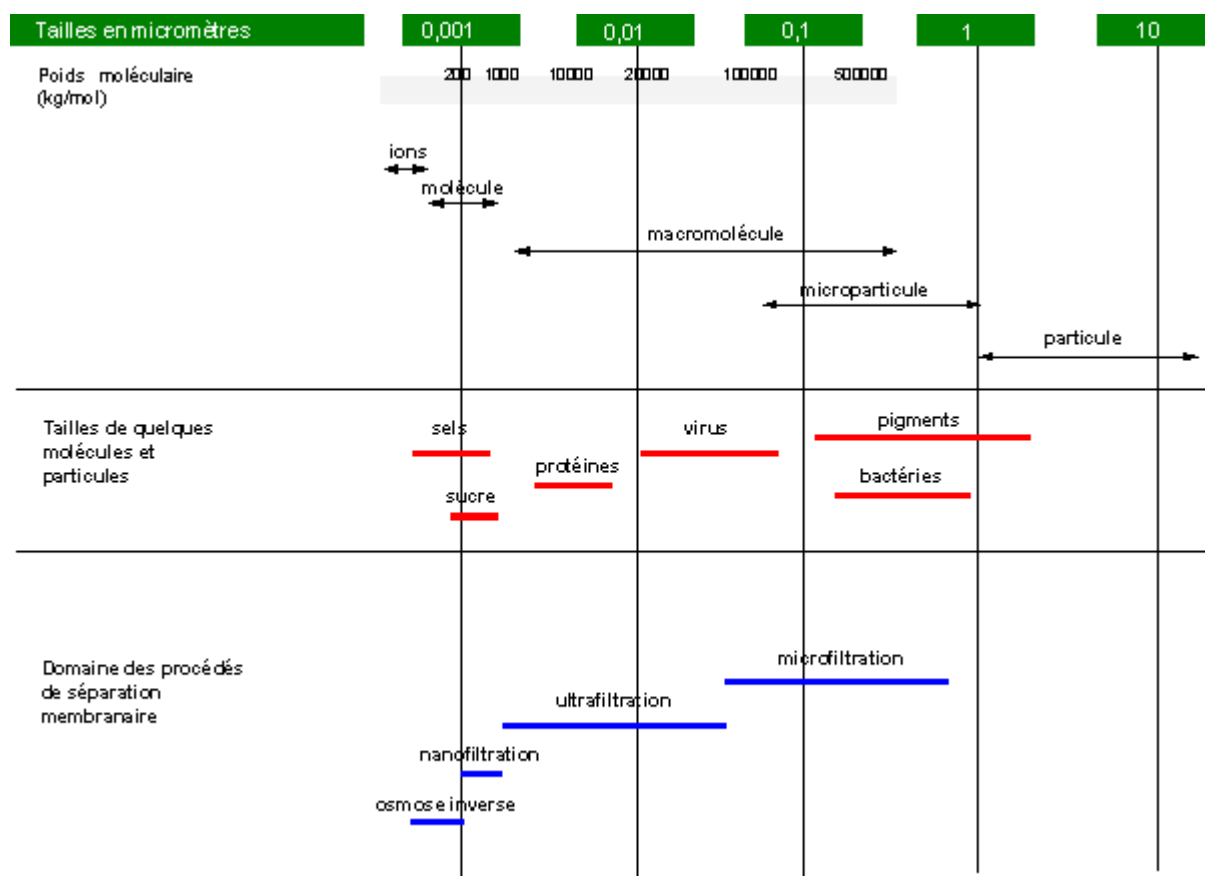 Tailles en micromètres 0,001 0,01 0,1 1 10
Poids moléculaire 200 1000 10000 20000 100000 500000
(kg/mol)
ions
molécule
macromolécule
microparticule
particule
Tailles de quelques
molécules et
particules
sels
virus
pigments
protéines
bactéries
sucre
Domaine des procédés
de séparation
membranaire
microfiltration
ultrafiltration
nanofiltration
osmose inverse